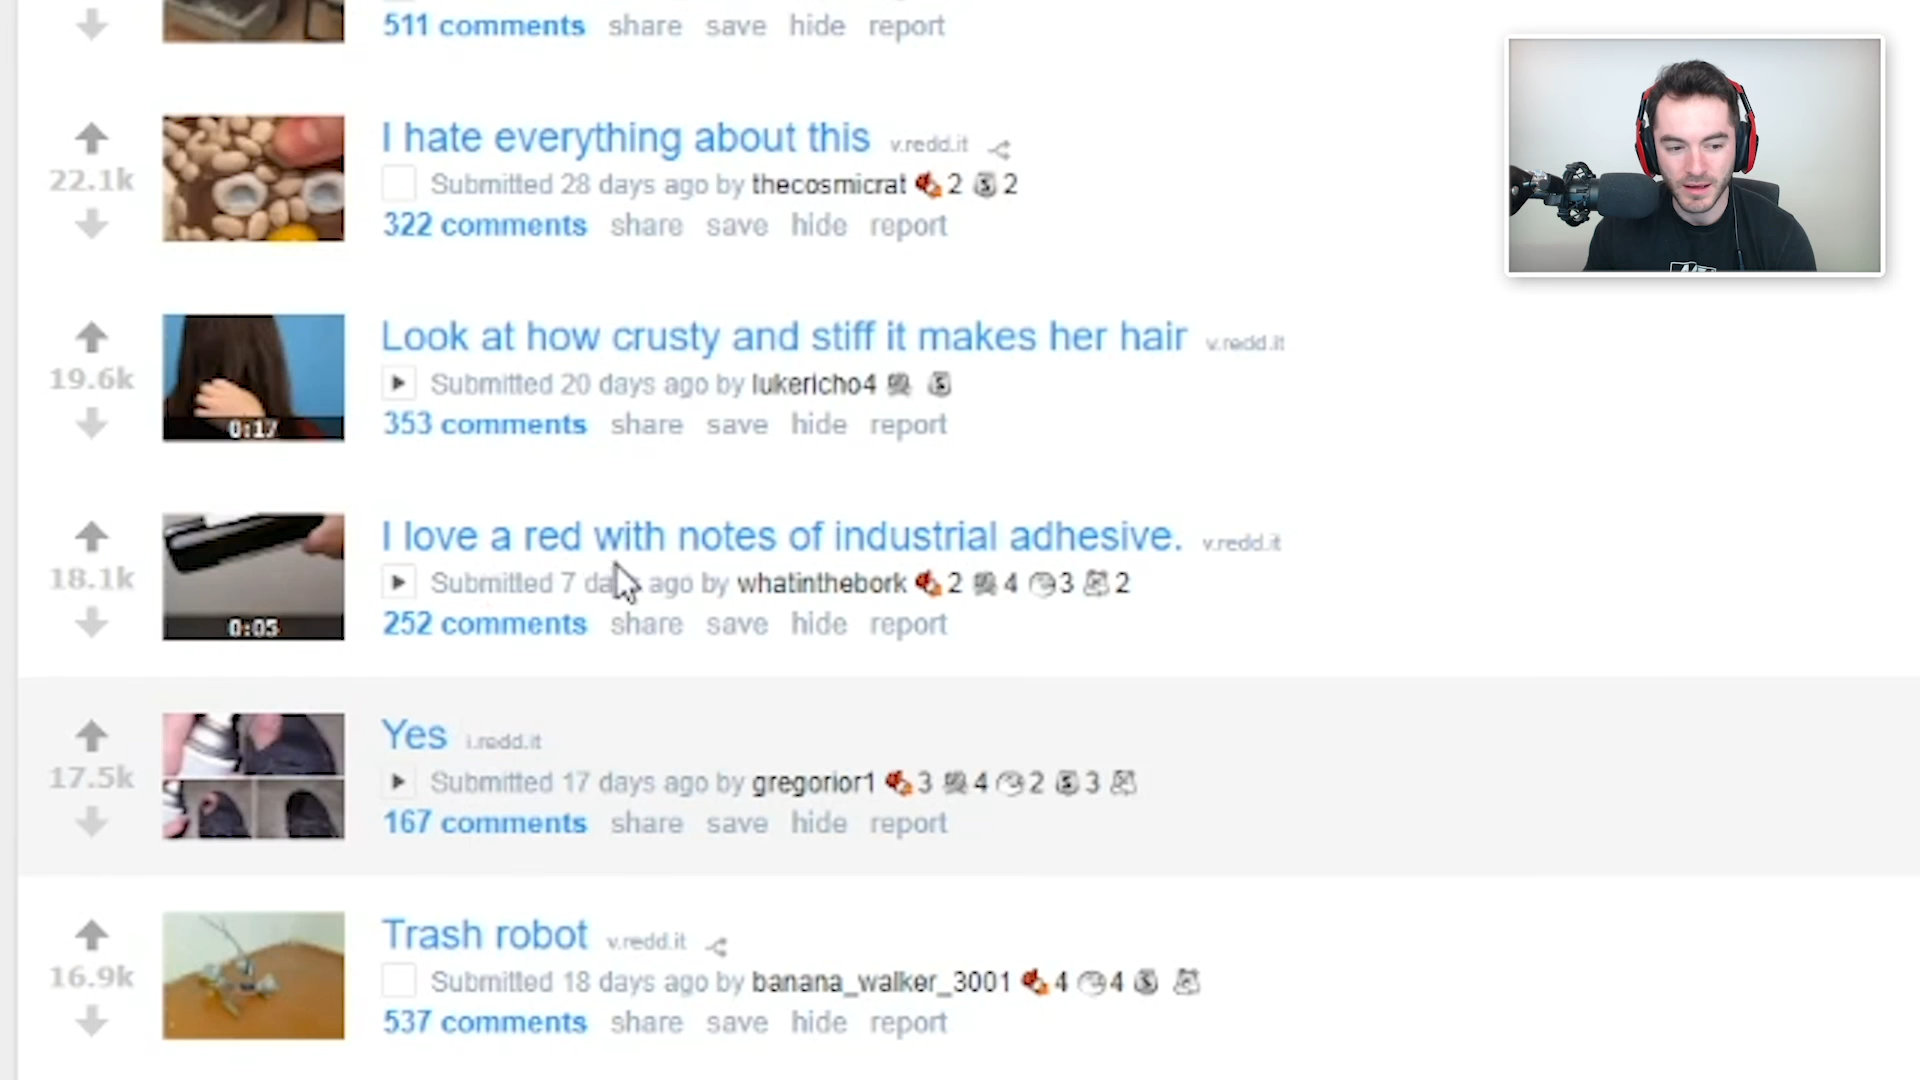 511 comments share save hide report
I hate everything about this v.redd.it
22.1k
Submitted 28 days ago by thecosmicrat 2 2
322 comments share save hide report
Look at how crusty and stiff it makes her hair v.redd.it
19.6k
Submitted 20 days ago by lukericho4
353 comments share save hide report
0:17
I love a red with notes of industrial adhesive. v.redd.it
18.1k
Submitted 7 days ago by whatinthebork 2 4 3 2
252 comments share save hide report
0:05
Yes i.redd.it
17.5k
Submitted 17 days ago by gregorior1 3 4 2 3
167 comments share save hide report
Trash robot v.redd.it
16.9k
Submitted 18 days ago by banana_walker_3001 4 4
537 comments share save hide report